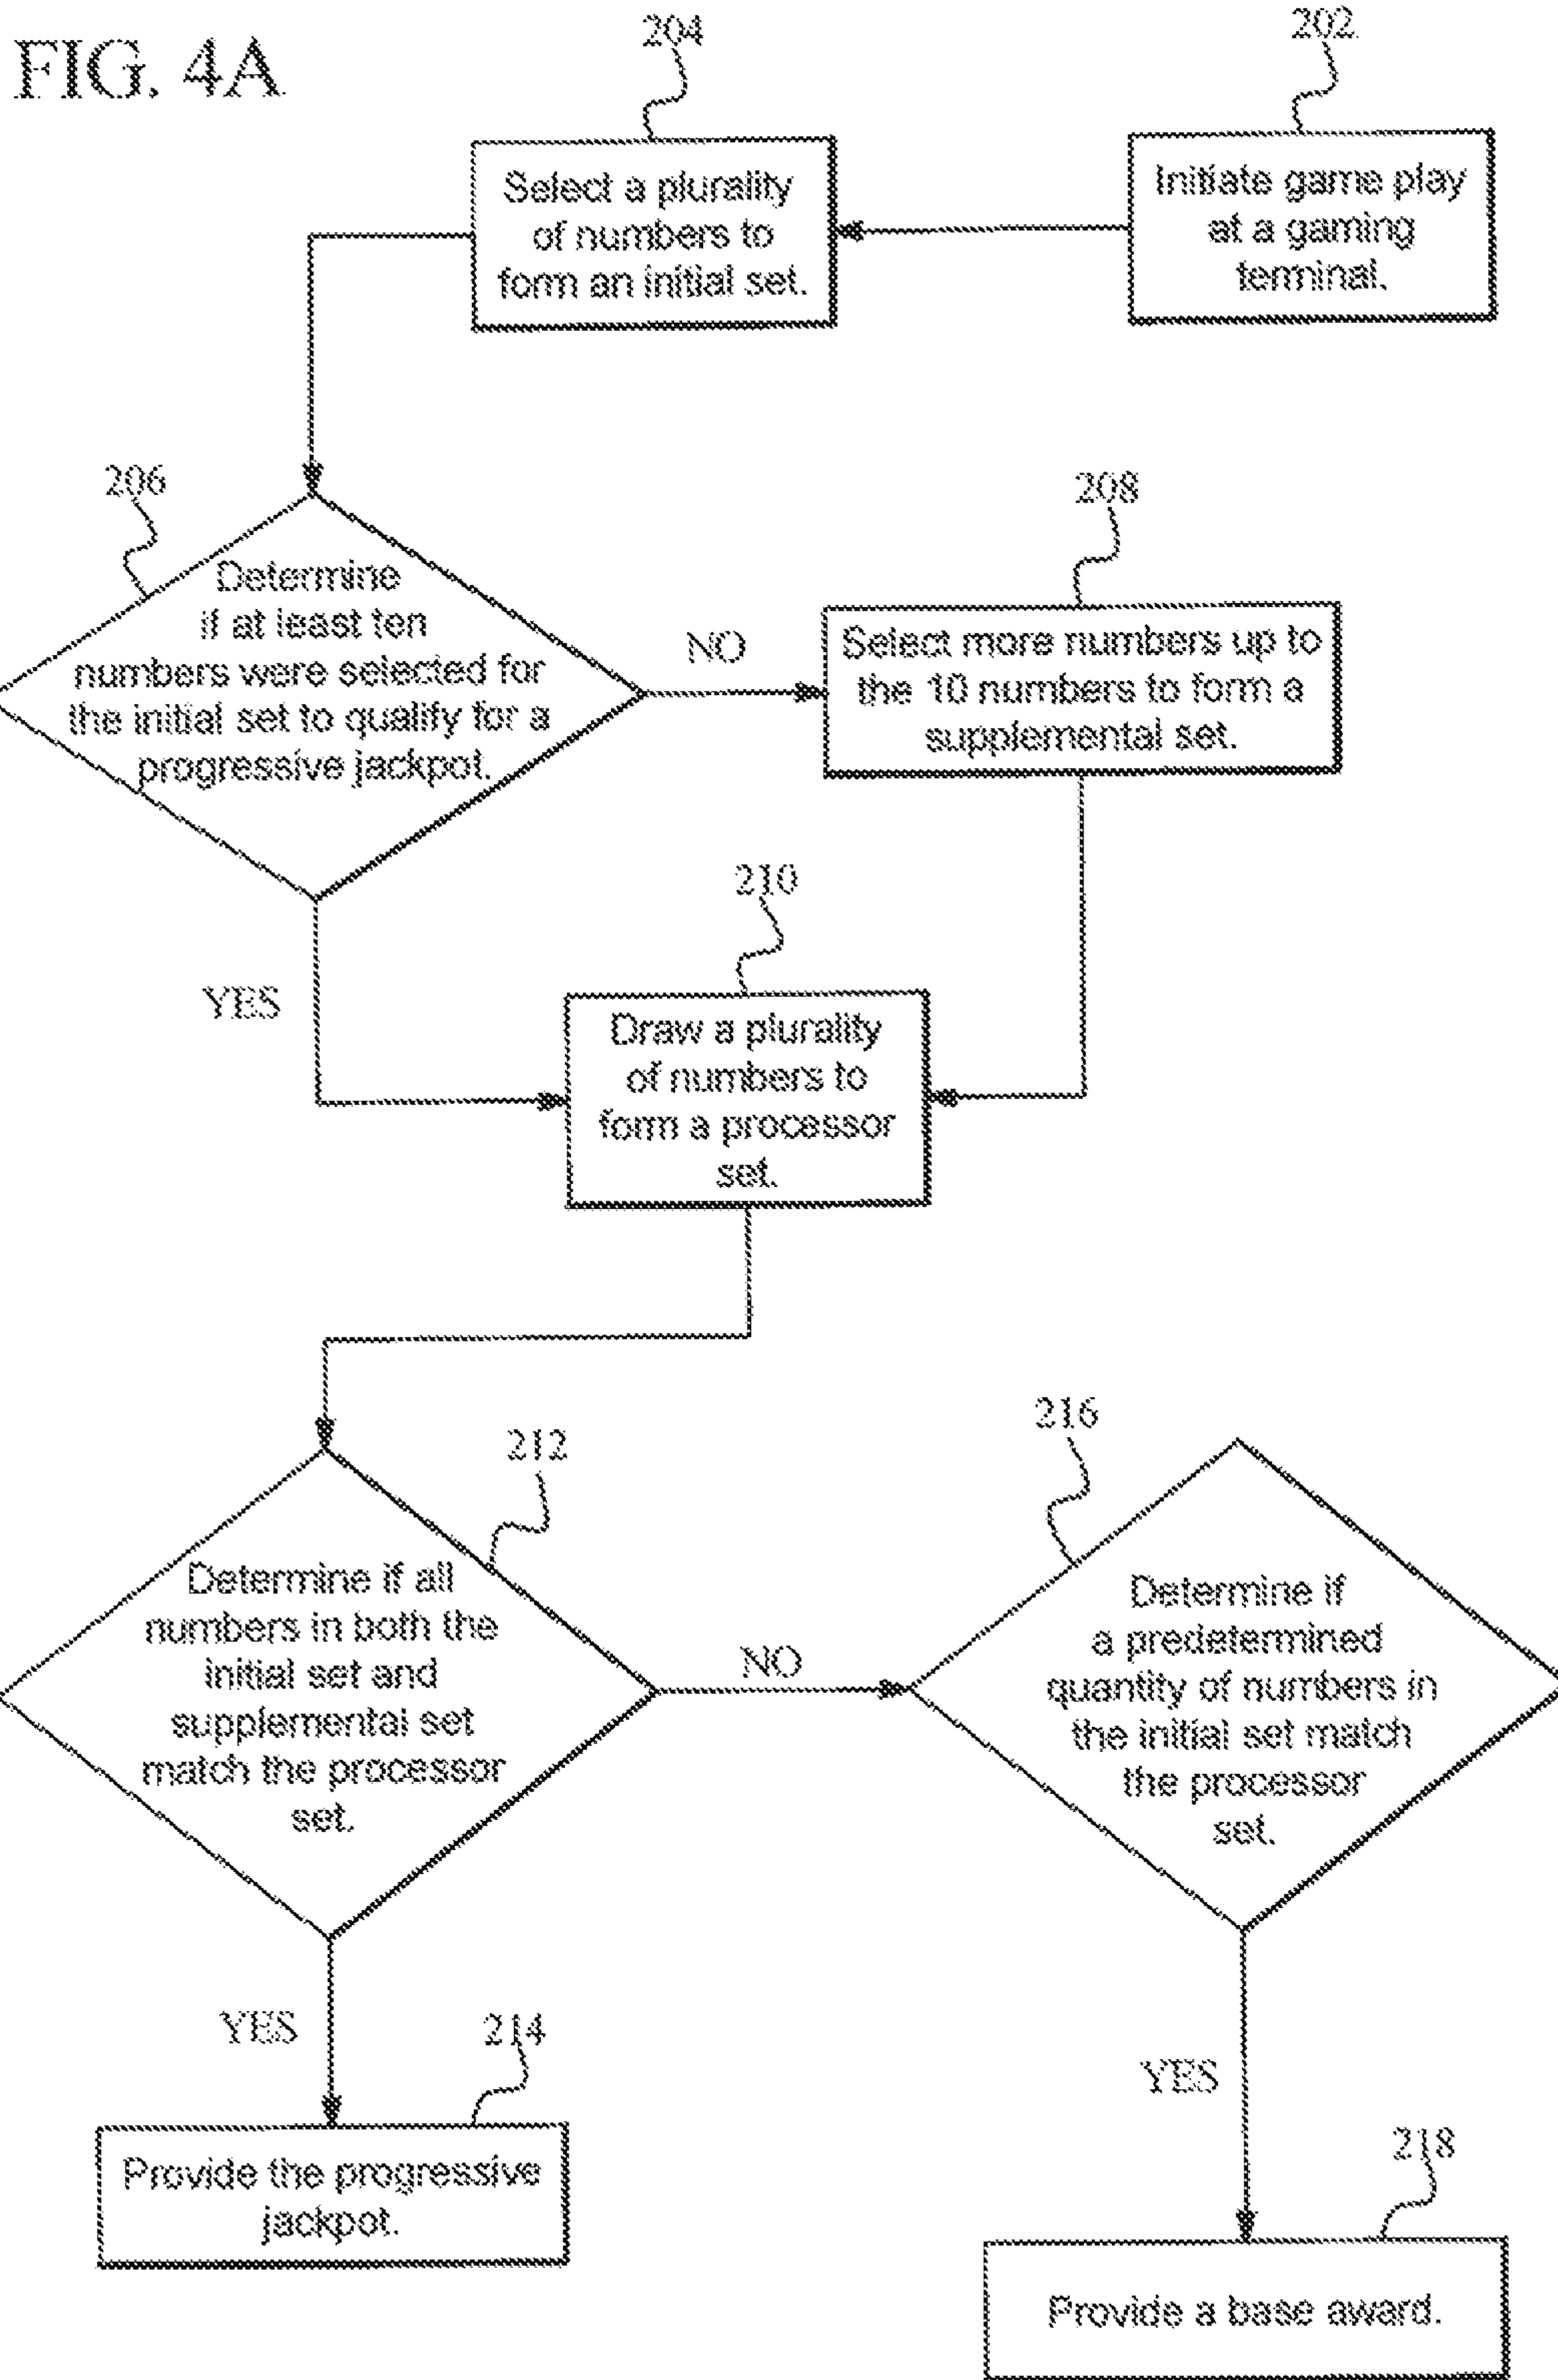 FIG. 4A
204
202
Select a plurality
of numbers to
form an initial set.
Initiate game play
at a gaming
terminal.
206
208
Determine
if at least ten
numbers were selected for
the initial set to qualify for a
progressive jackpot.
NO
Select more numbers up to
the 10 numbers to form a
supplemental set.
210
YES
Draw a plurality
of numbers to
form a processor
set.
212
216
Determine if all
numbers in both the
initial set and
supplemental set
match the processor
set.
NO
Determine if
a predetermined
quantity of numbers in
the initial set match
the processor
set.
YES
214
YES
Provide the progressive
jackpot.
218
Provide a base award.